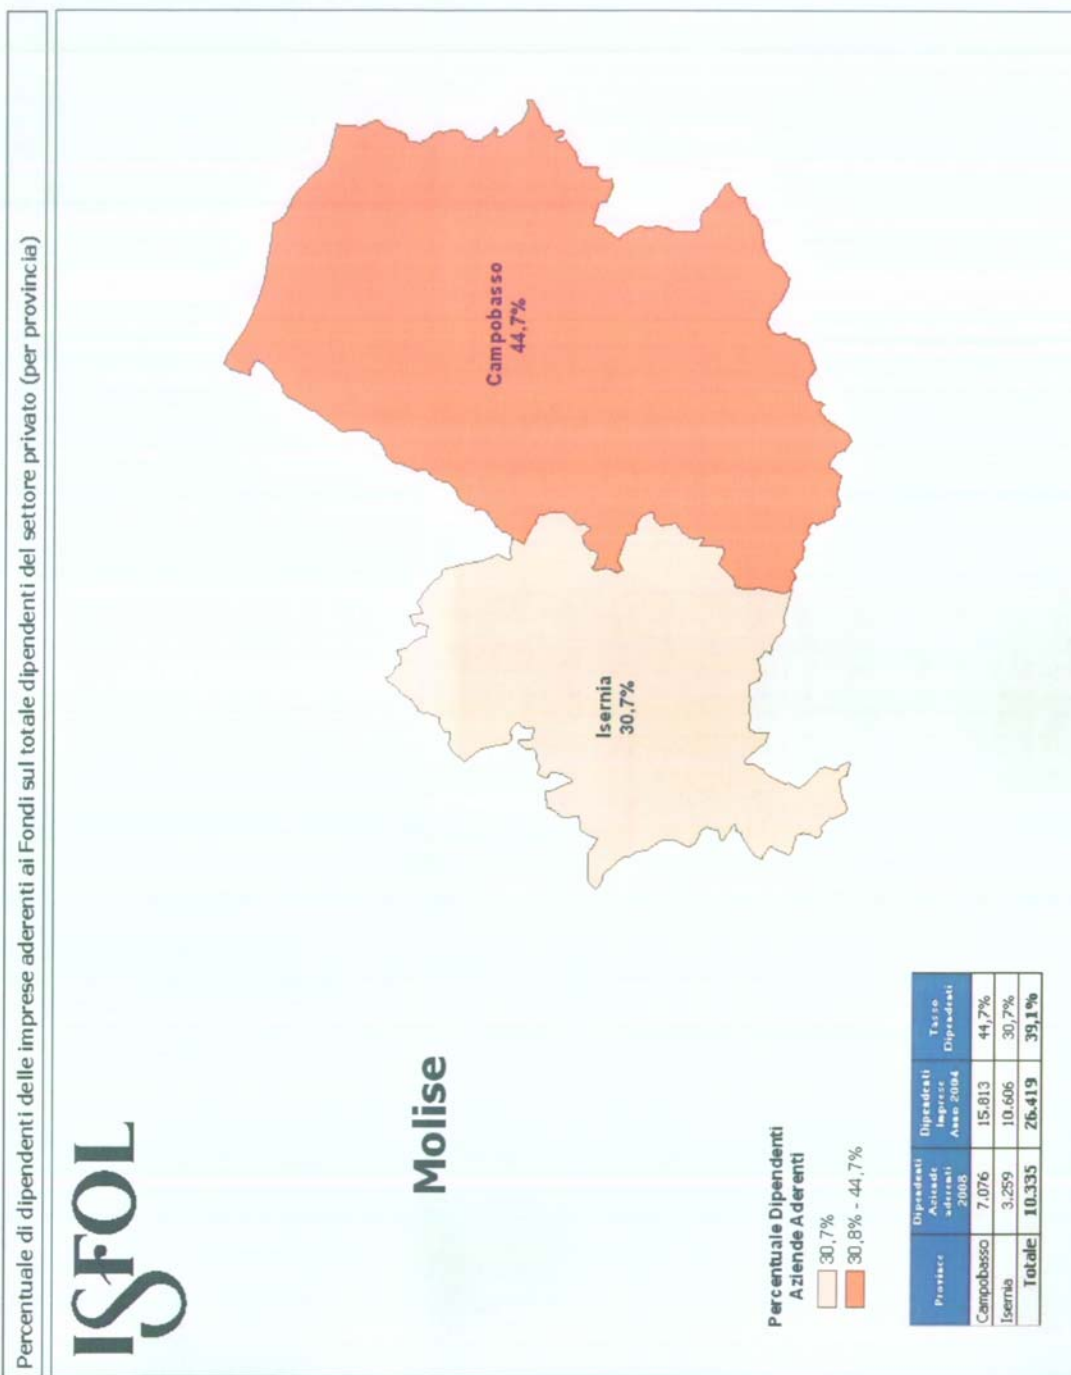 Percentuale di dipendenti delle imprese aderenti ai Fondi sul totale dipendenti del settore privato (per provincia)
ISFOL
Molise
Campobasso
44,7%
Isernia
30,7%
Percentuale Dipendenti
Aziende Aderenti
30,7%
30,8% - 44,7%
Province Dipendenti Aziende aderenti 2008 Dipendenti Imprese Anno 2004 Tasso Dipendenti
Campobasso 7.076 15.813 44,7%
Isernia 3.259 10.606 30,7%
Totale 10.335 26.419 39,1%